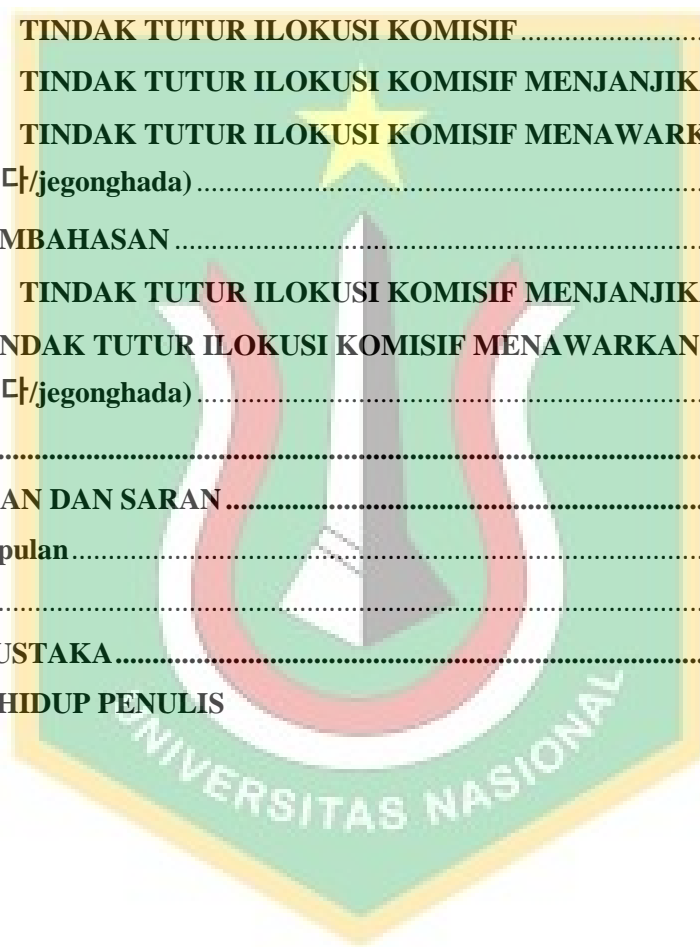 TINDAK TUTUR ILOKUSI KOMISIF........................
TINDAK TUTUR ILOKUSI KOMISIF MENJANJIK
TINDAK TUTUR ILOKUSI KOMISIF MENAWARK
다/jegonghada)................................................................
MBAHASAN................................................................
TINDAK TUTUR ILOKUSI KOMISIF MENJANJIK
NDAK TUTUR ILOKUSI KOMISIF MENAWARKAN
다/jegonghada)................................................................
................................................................
AN DAN SARAN................................................................
pulan................................................................
................................................................
USTAKA................................................................
HIDUP PENULIS
UNIVERSITAS NASIONAL